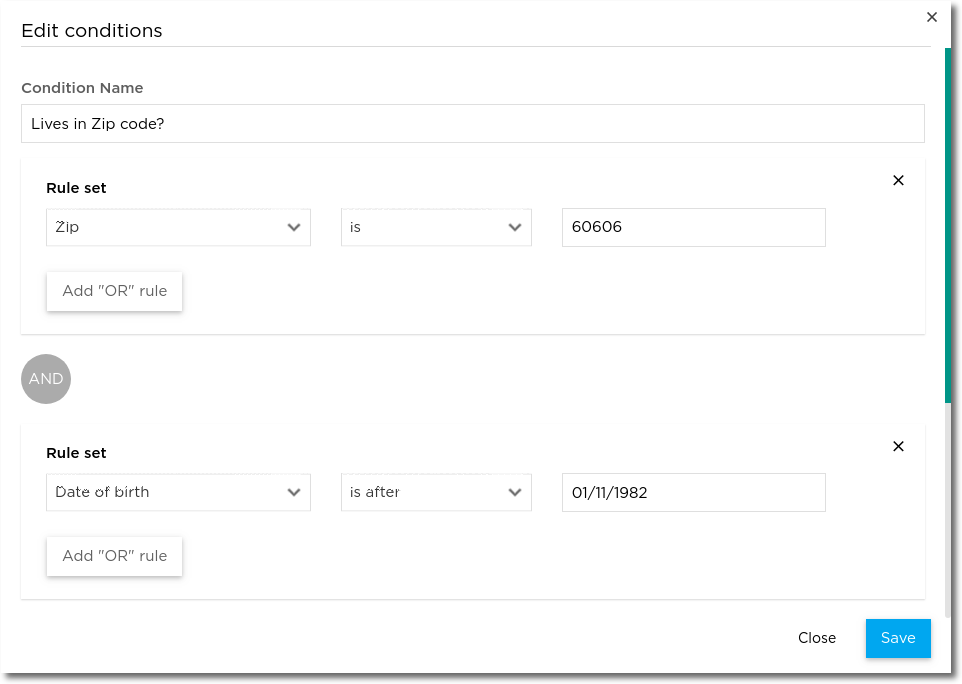 Edit conditions
Condition Name
Lives in Zip code?
Rule set
Zip is 60606
Add "OR" rule
AND
Rule set
Date of birth is after 01/11/1982
Add "OR" rule
Close Save